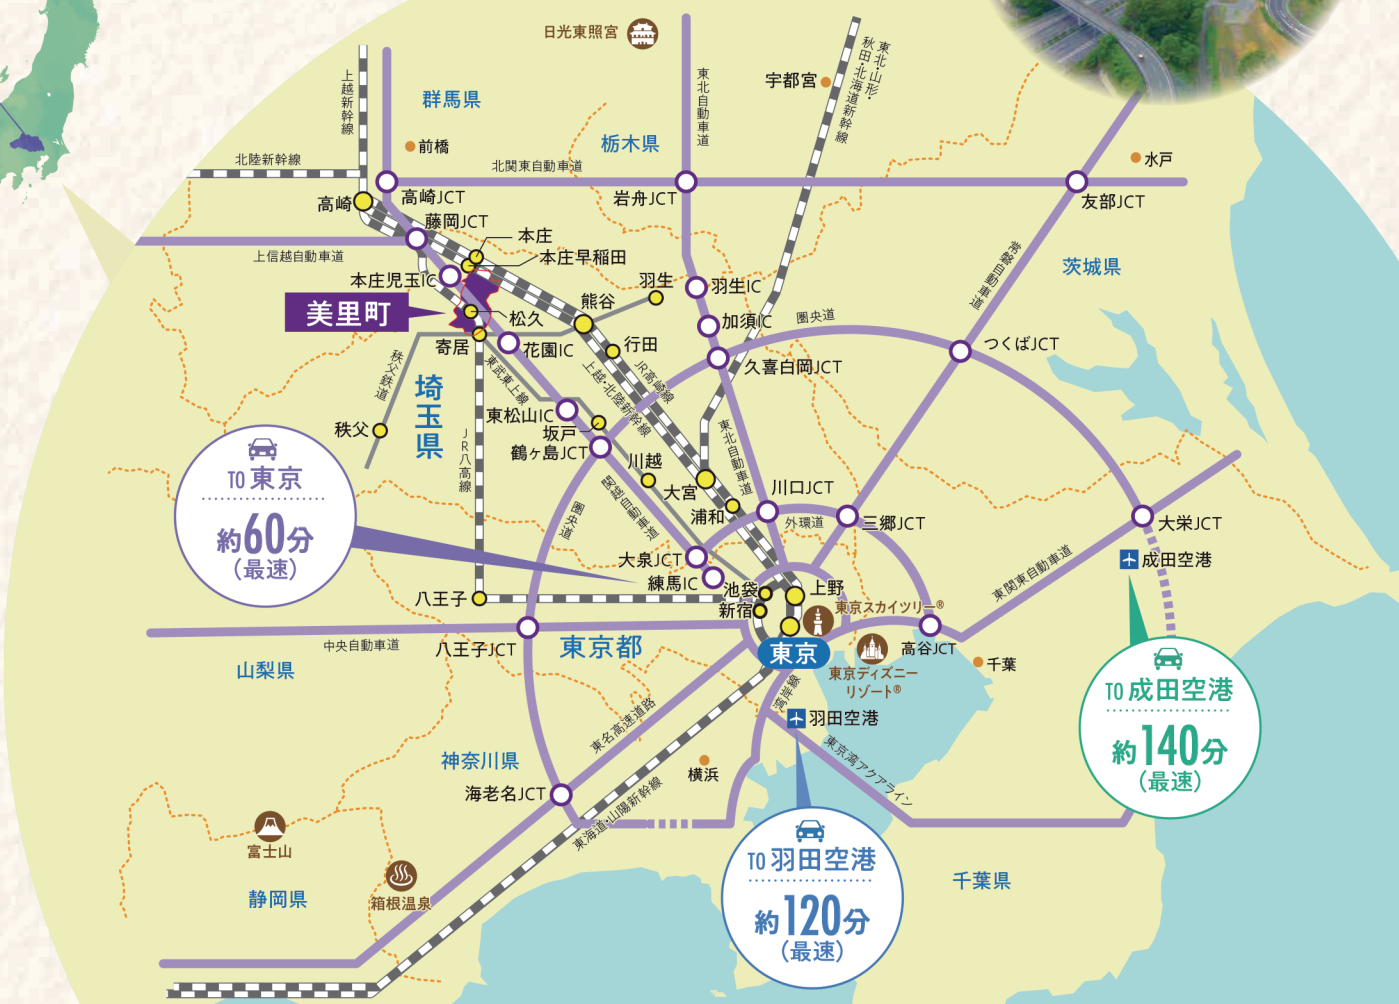 日光東照宮
東北・山形・
秋田・北海道新幹線
宇都宮
上越新幹線
群馬県
東北自動車道
前橋
栃木県
水戸
北陸新幹線
北関東自動車道
高崎
高崎JCT
岩舟JCT
友部JCT
藤岡JCT
本庄
上信越自動車道
本庄早稲田
常磐自動車道
茨城県
本庄児玉IC
羽生
羽生IC
美里町
松久
熊谷
加須IC
圏央道
寄居
花園IC
行田
久喜白岡JCT
つくばJCT
秩父鉄道
東武東上線
上越・北陸新幹線
JR高崎線
埼玉県
東松山IC
坂戸
秩父
JR八高線
鶴ヶ島JCT
東北自動車道
川越
大宮
川口JCT
TO 東京
約60分
(最速)
圏央道
関越自動車道
浦和
外環道
三郷JCT
大栄JCT
大泉JCT
練馬IC
成田空港
東関東自動車道
八王子
池袋
上野
新宿
東京スカイツリー®
中央自動車道
八王子JCT
東京都
東京
高谷JCT
千葉
山梨県
東京ディズニー
リゾート®
湾岸線
羽田空港
TO 成田空港
約140分
(最速)
東名高速道路
神奈川県
横浜
東京湾アクアライン
海老名JCT
東海道・山陽新幹線
富士山
TO 羽田空港
約120分
(最速)
静岡県
箱根温泉
千葉県